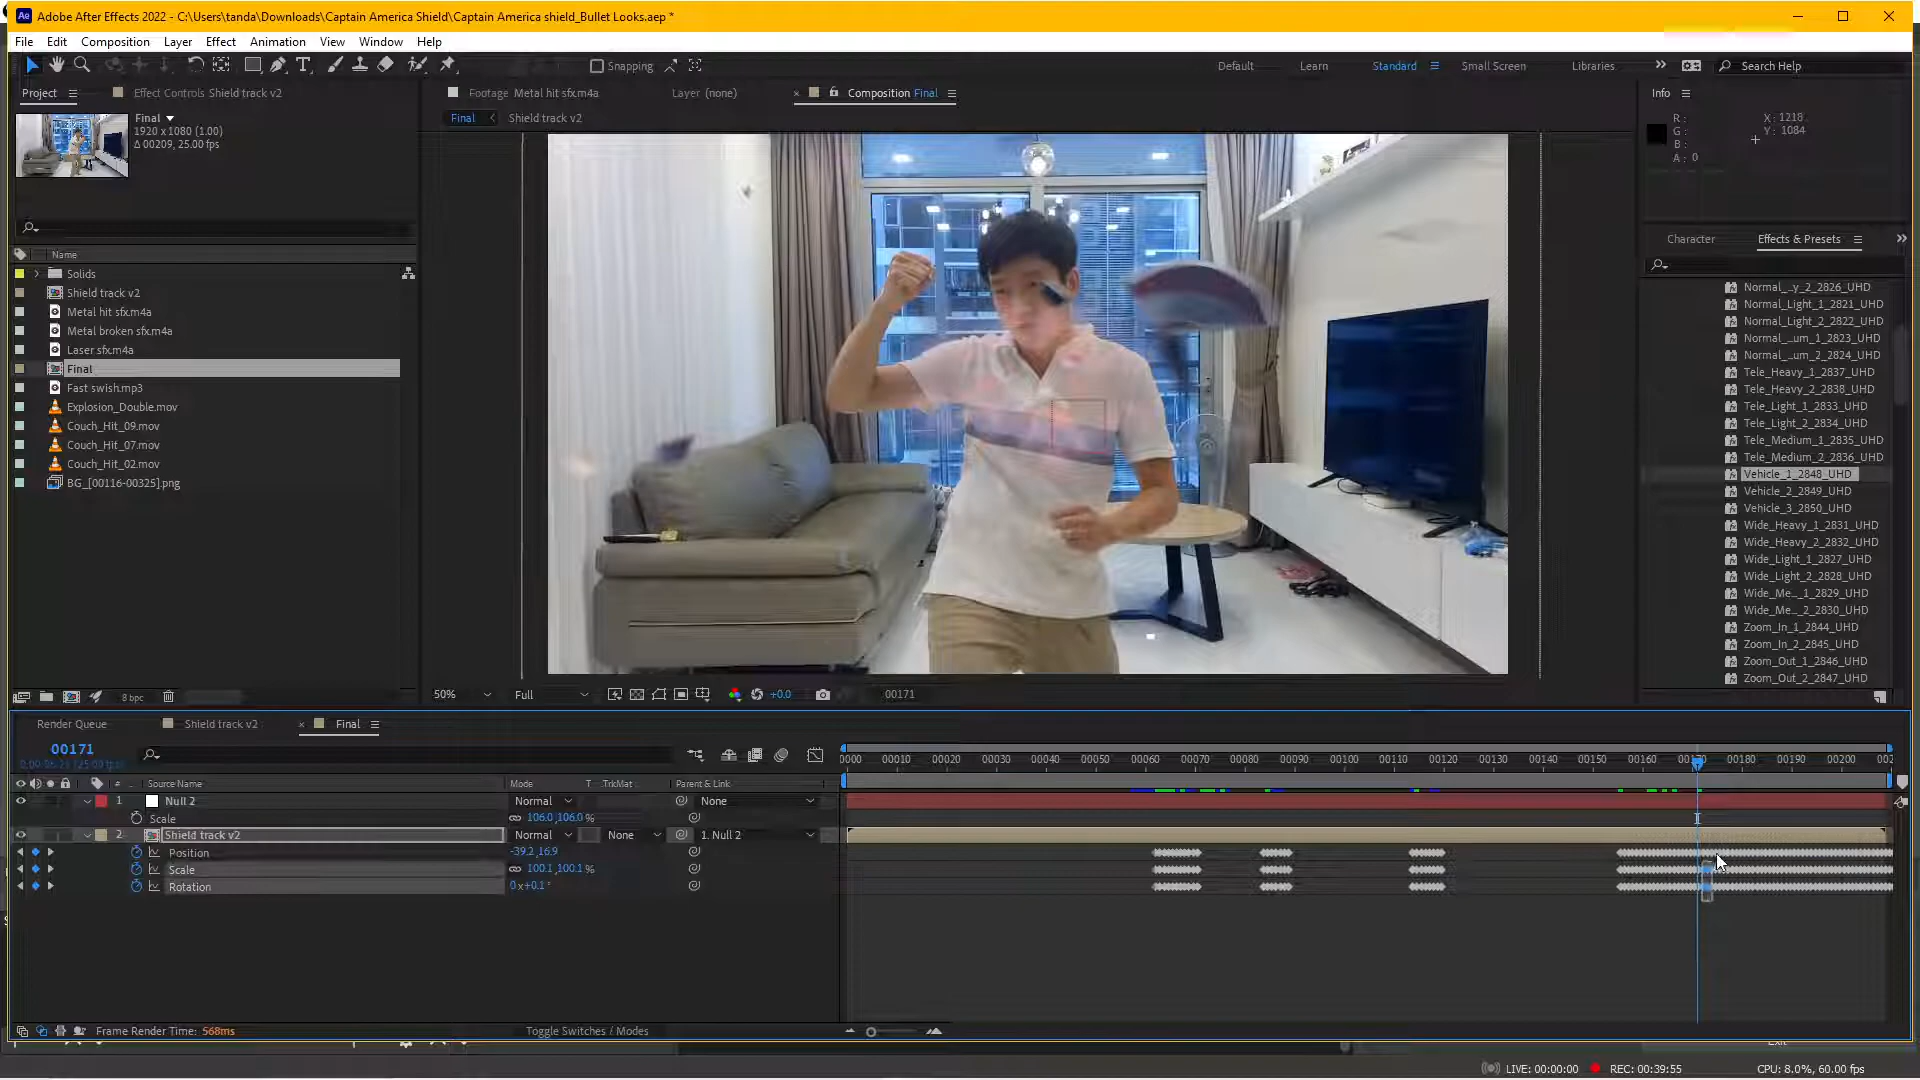 Adobe After Effects 2022 - C:\Users\tanda\Downloads\Captain America Shield\Captain America shield_Bullet Looks.aep *
File Edit Composition Layer Effect Animation View Window Help
Snapping
Default Learn Standard Small Screen Libraries
Search Help
Project
Effect Controls Shield track v2
Footage Metal hit sfx.m4a
Layer (none)
Composition Final
Info
Final
1920 x 1080 (1.00)
Δ 00209, 25.00 fps
Final Shield track v2
R :
G :
B :
A : 0
X : 1218
Y : 1084
Name
Solids
Shield track v2
Metal hit sfx.m4a
Metal broken sfx.m4a
Laser sfx.m4a
Final
Fast swish.mp3
Explosion_Double.mov
Couch_Hit_09.mov
Couch_Hit_07.mov
Couch_Hit_02.mov
BG_[00116-00325].png
Character
Effects & Presets
Normal_..y_2_2826_UHD
Normal_Light_1_2821_UHD
Normal_Light_2_2822_UHD
Normal_...um_1_2823_UHD
Normal_...um_2_2824_UHD
Tele_Heavy_1_2837_UHD
Tele_Heavy_2_2838_UHD
Tele_Light_1_2833_UHD
Tele_Light_2_2834_UHD
Tele_Medium_1_2835_UHD
Tele_Medium_2_2836_UHD
Vehicle_1_2848_UHD
Vehicle_2_2849_UHD
Vehicle_3_2850_UHD
Wide_Heavy_1_2831_UHD
Wide_Heavy_2_2832_UHD
Wide_Light_1_2827_UHD
Wide_Light_2_2828_UHD
Wide_Me..._1_2829_UHD
Wide_Me..._2_2830_UHD
Zoom_In_1_2844_UHD
Zoom_In_2_2845_UHD
Zoom_Out_1_2846_UHD
Zoom_Out_2_2847_UHD
8 bpc
50% Full +0.0 00171
Render Queue
Shield track v2
Final
00171
0000 00010 00020 00030 00040 00050 00060 00070 00080 00090 00100 00110 00120 00130 00140 00150 00160 00180 00190 00200 002
# Source Name Mode T TrkMat Parent & Link
1 Null 2 Normal None
Scale 106.0,106.0%
2 Shield track v2 Normal None 1. Null 2
Position -39.2,16.9
Scale 100.1,100.1 %
Rotation 0x+0.1°
Frame Render Time: 568ms
Toggle Switches / Modes
LIVE: 00:00:00 REC: 00:39:55 CPU: 8.0%, 60.00 fps